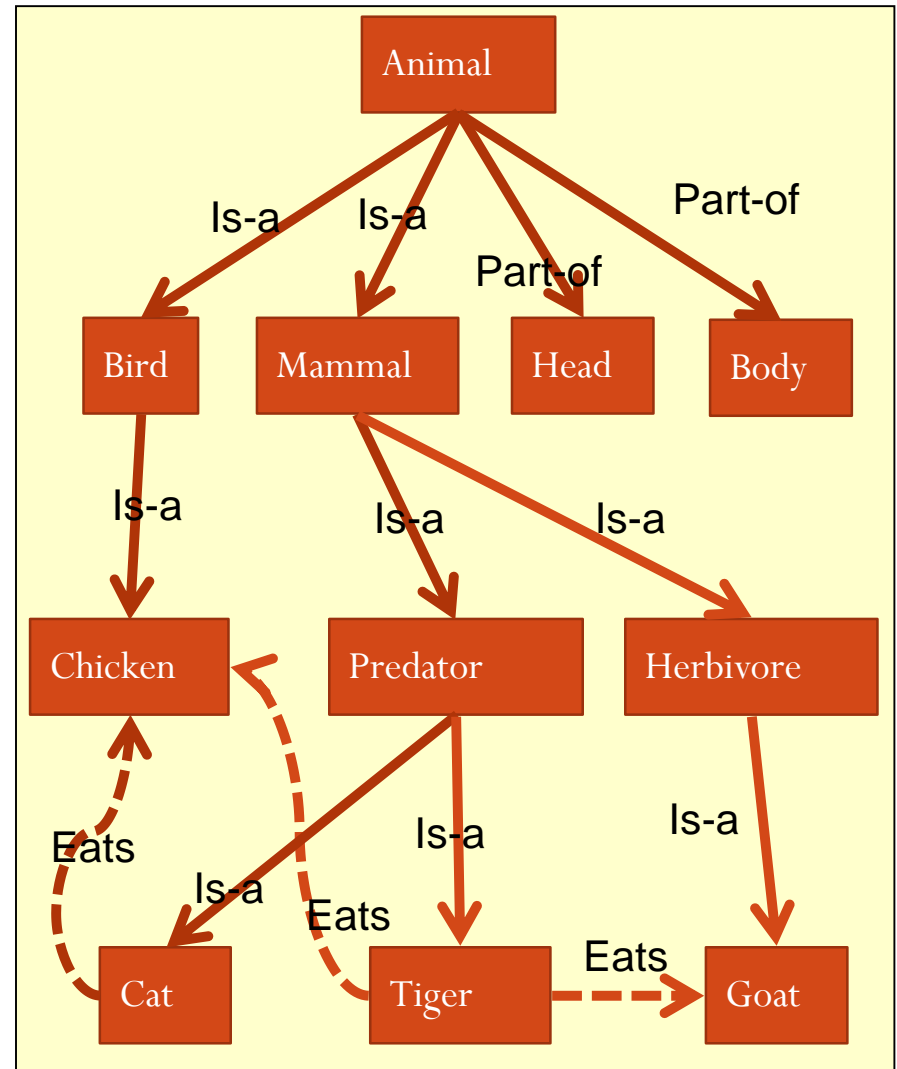 Animal
Part-of
Is-a
Is-a
Part-of
Bird
Mammal
Head
Body
Is-a
Is-a
Is-a
Chicken
Predator
Herbivore
Is-a
Is-a
Eats
Is-a
Eats
Eats
Cat
Tiger
Goat